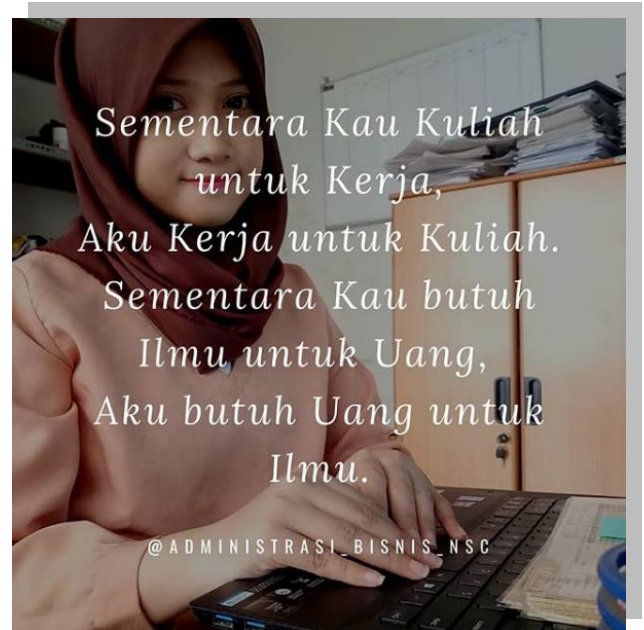 Sementara Kau Kuliah
untuk Kerja,
Aku Kerja untuk Kuliah.
Sementara Kau butuh
Ilmu untuk Uang,
Aku butuh Uang untuk
Ilmu.
@ADMINISTRASI_BISNIS_NSC